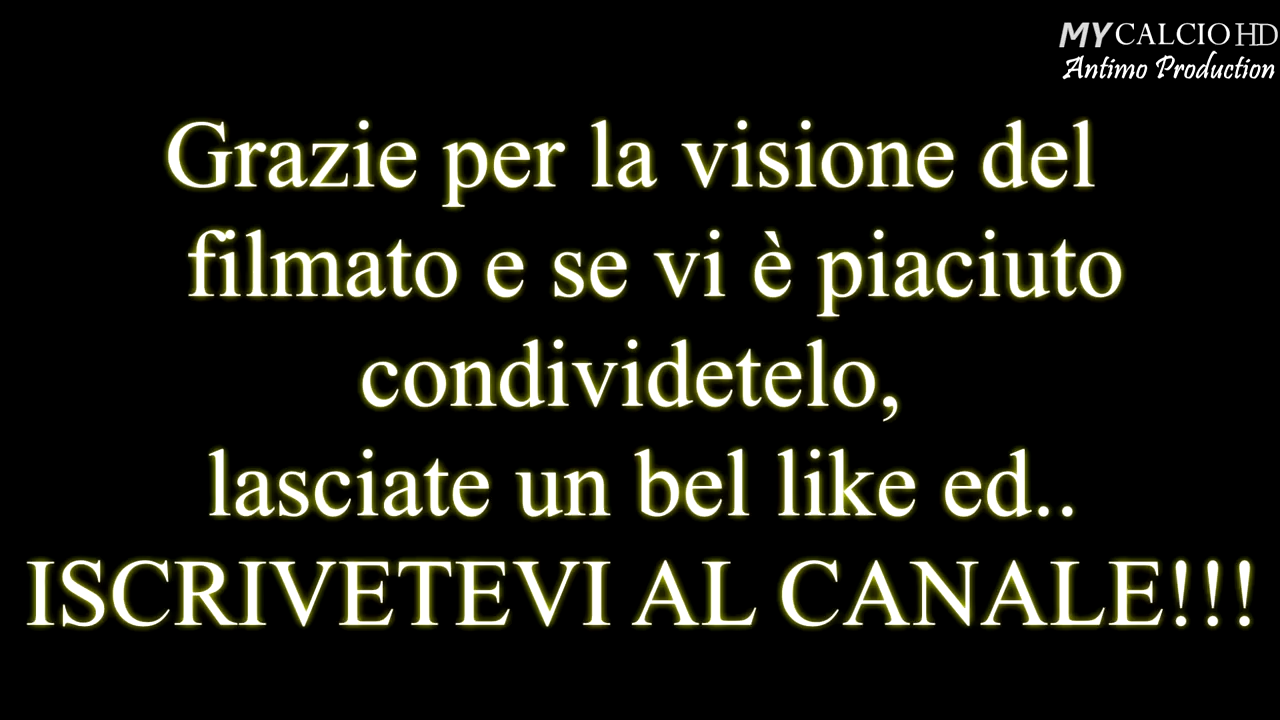 MYCALCIO HD
Antimo Production
Grazie per la visione del
filmato e se vi è piaciuto
condividetelo,
lasciate un bel like ed..
ISCRIVETEVI AL CANALE!!!